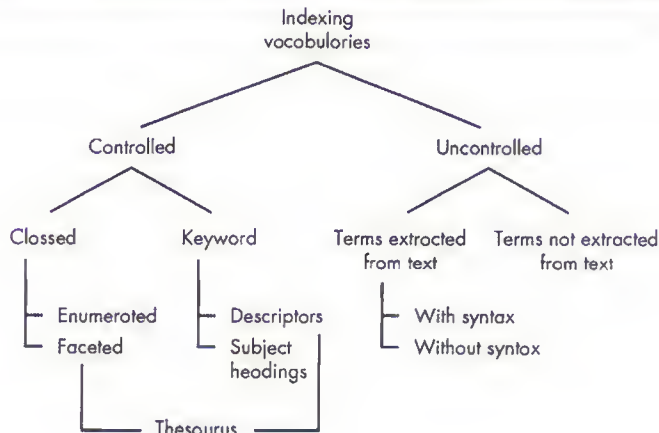 Indexing
vocobulories
Controlled
Uncontrolled
Clossed
Keyword
Terms extracted
from text
Terms not extracted
from text
Enumeroted
Faceted
Descriptors
Subject
heodings
With syntax
Without syntox
Thesourus